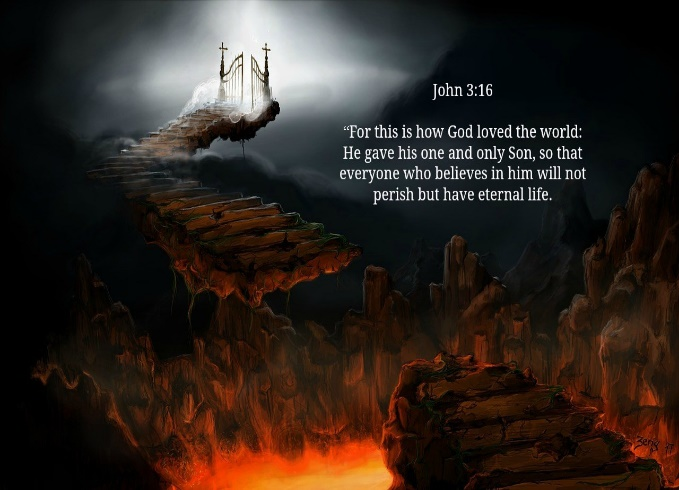 John 3:16
“For this is how God loved the world:
He gave his one and only Son, so that
everyone who believes in him will not
perish but have eternal life.